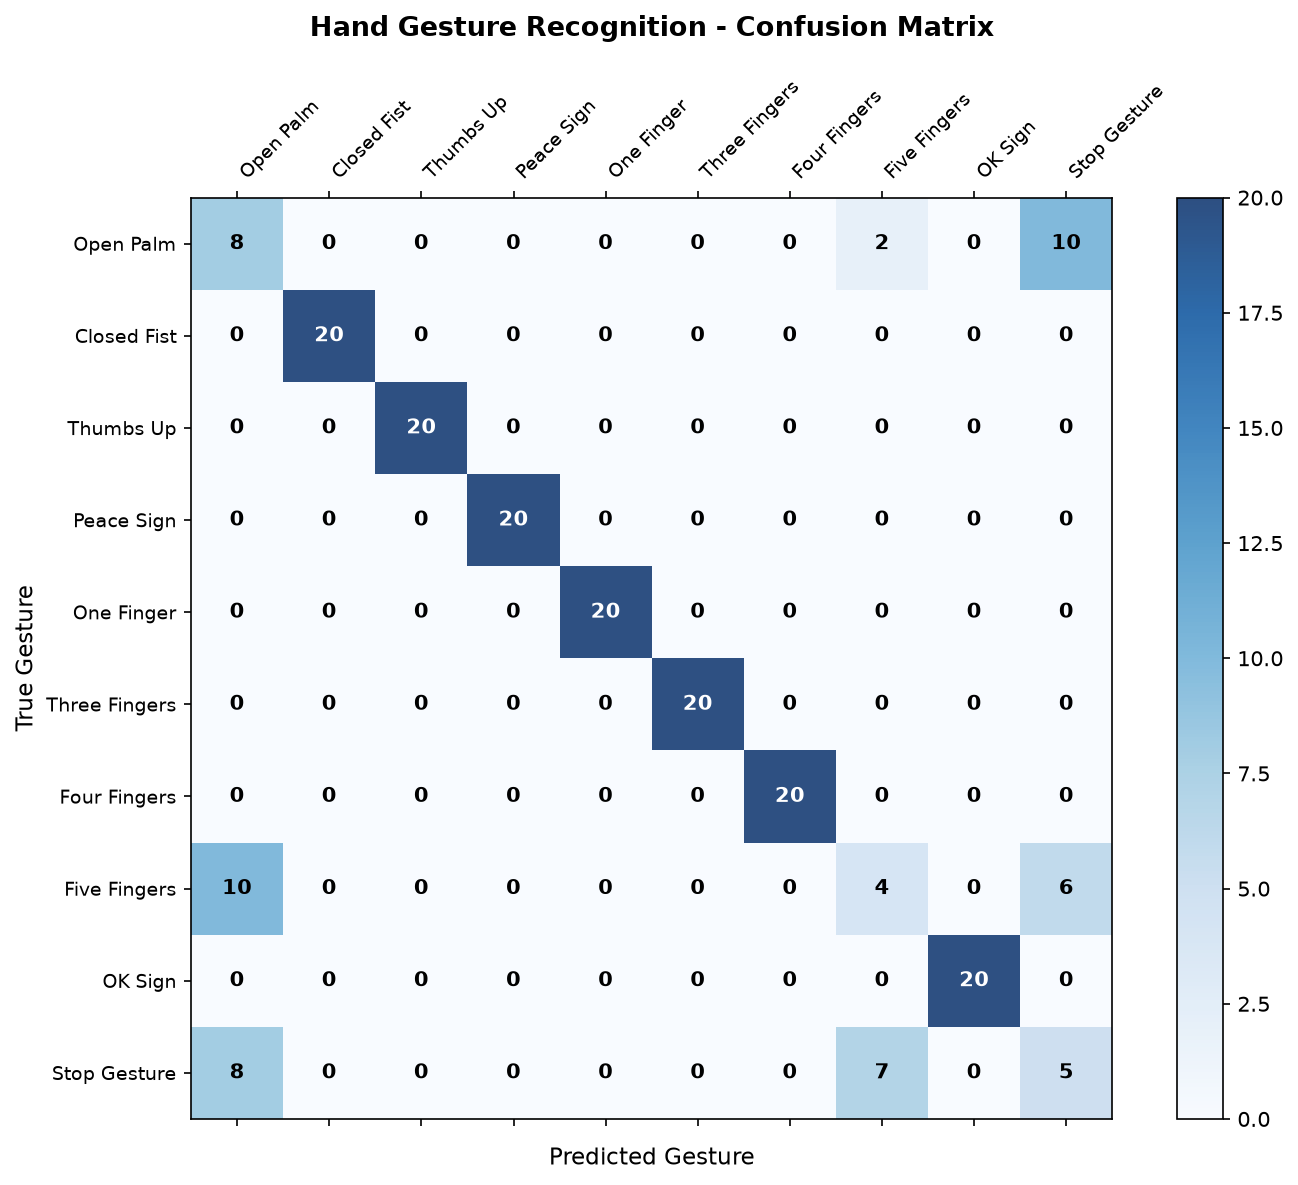 Hand Gesture Recognition - Confusion Matrix
Open Palm
Closed Fist
Thumbs Up
Peace Sign
One Finger
Three Fingers
Four Fingers
Five Fingers
OK Sign
Stop Gesture
True Gesture
Open Palm 8 0 0 0 0 0 0 2 0 10
Closed Fist 0 20 0 0 0 0 0 0 0 0
Thumbs Up 0 0 20 0 0 0 0 0 0 0
Peace Sign 0 0 0 20 0 0 0 0 0 0
One Finger 0 0 0 0 20 0 0 0 0 0
Three Fingers 0 0 0 0 0 20 0 0 0 0
Four Fingers 0 0 0 0 0 0 20 0 0 0
Five Fingers 10 0 0 0 0 0 0 4 0 6
OK Sign 0 0 0 0 0 0 0 0 20 0
Stop Gesture 8 0 0 0 0 0 0 7 0 5
Predicted Gesture
20.0
17.5
15.0
12.5
10.0
7.5
5.0
2.5
0.0